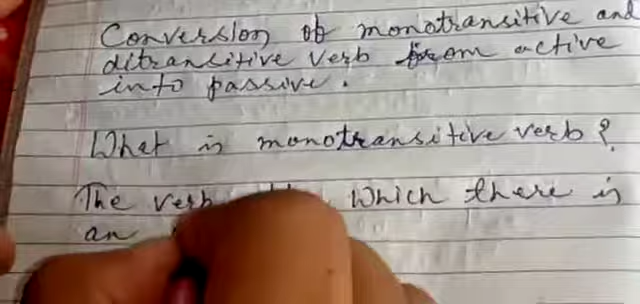 Conversion of monotransitive and
ditransitive verb from active
into passive.
What is monotransitive verb?
The verb which there is
an